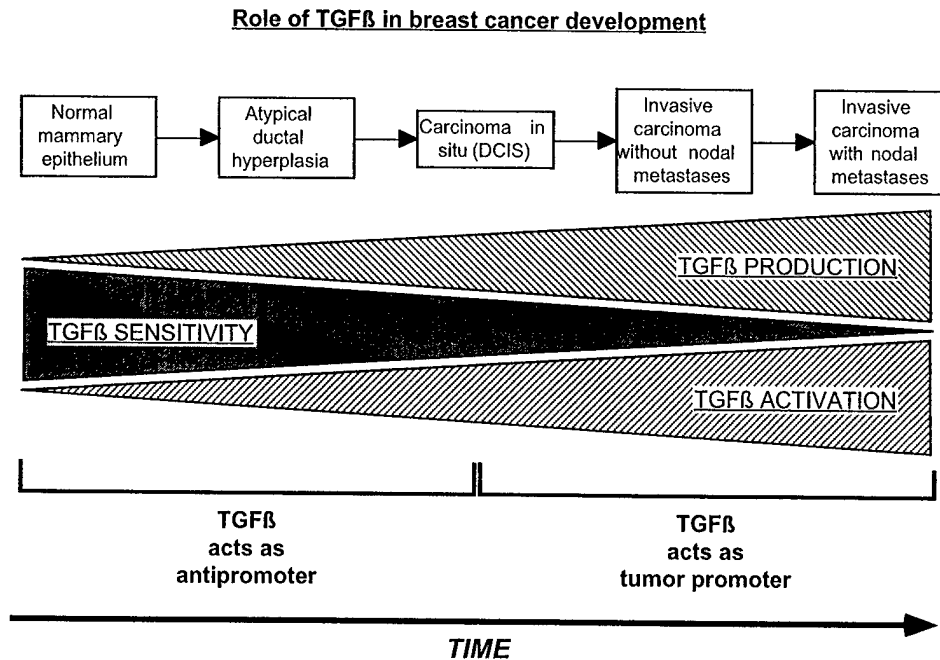 Role of TGFß in breast cancer development
Normal
mammary
epithelium
Atypical
ductal
hyperplasia
Carcinoma in
situ (DCIS)
Invasive
carcinoma
without nodal
metastases
Invasive
carcinoma
with nodal
metastases
TGFß PRODUCTION
TGFß SENSITIVITY
TGFß ACTIVATION
TGFß
acts as
antipromoter
TGFß
acts as
tumor promoter
TIME